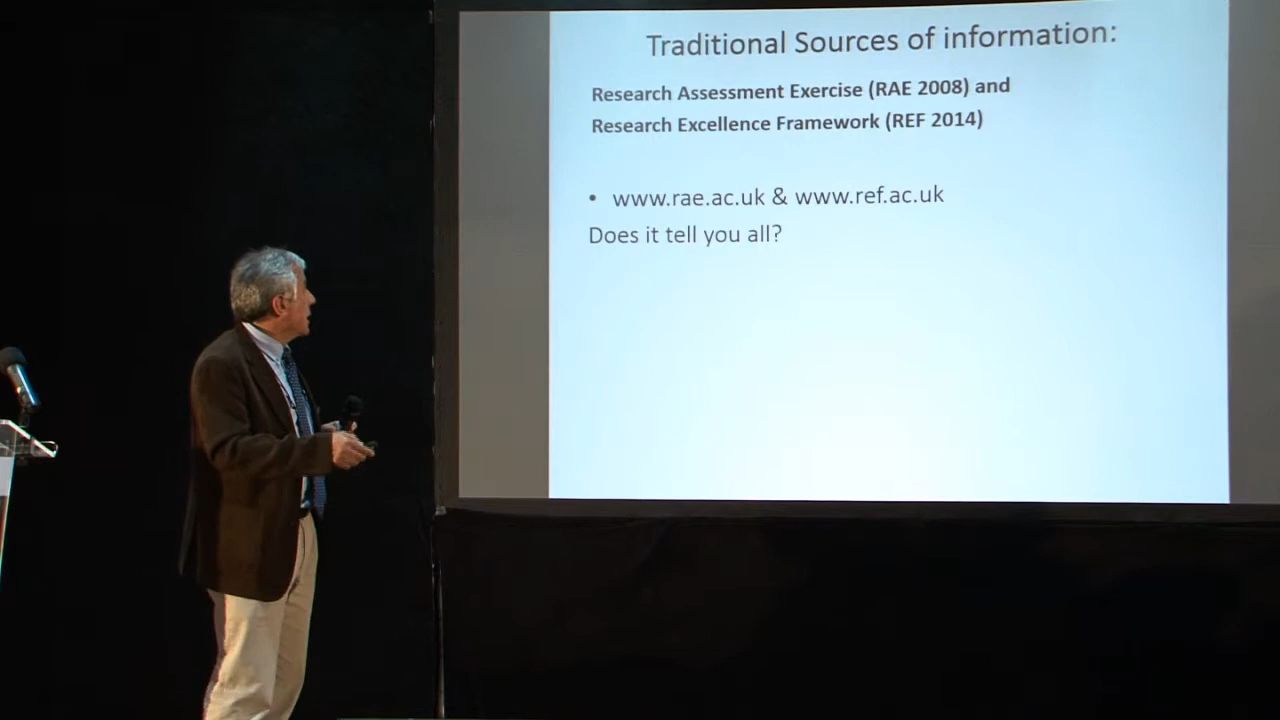 Traditional Sources of information:
Research Assessment Exercise (RAE 2008) and
Research Excellence Framework (REF 2014)
• www.rae.ac.uk & www.ref.ac.uk
Does it tell you all?